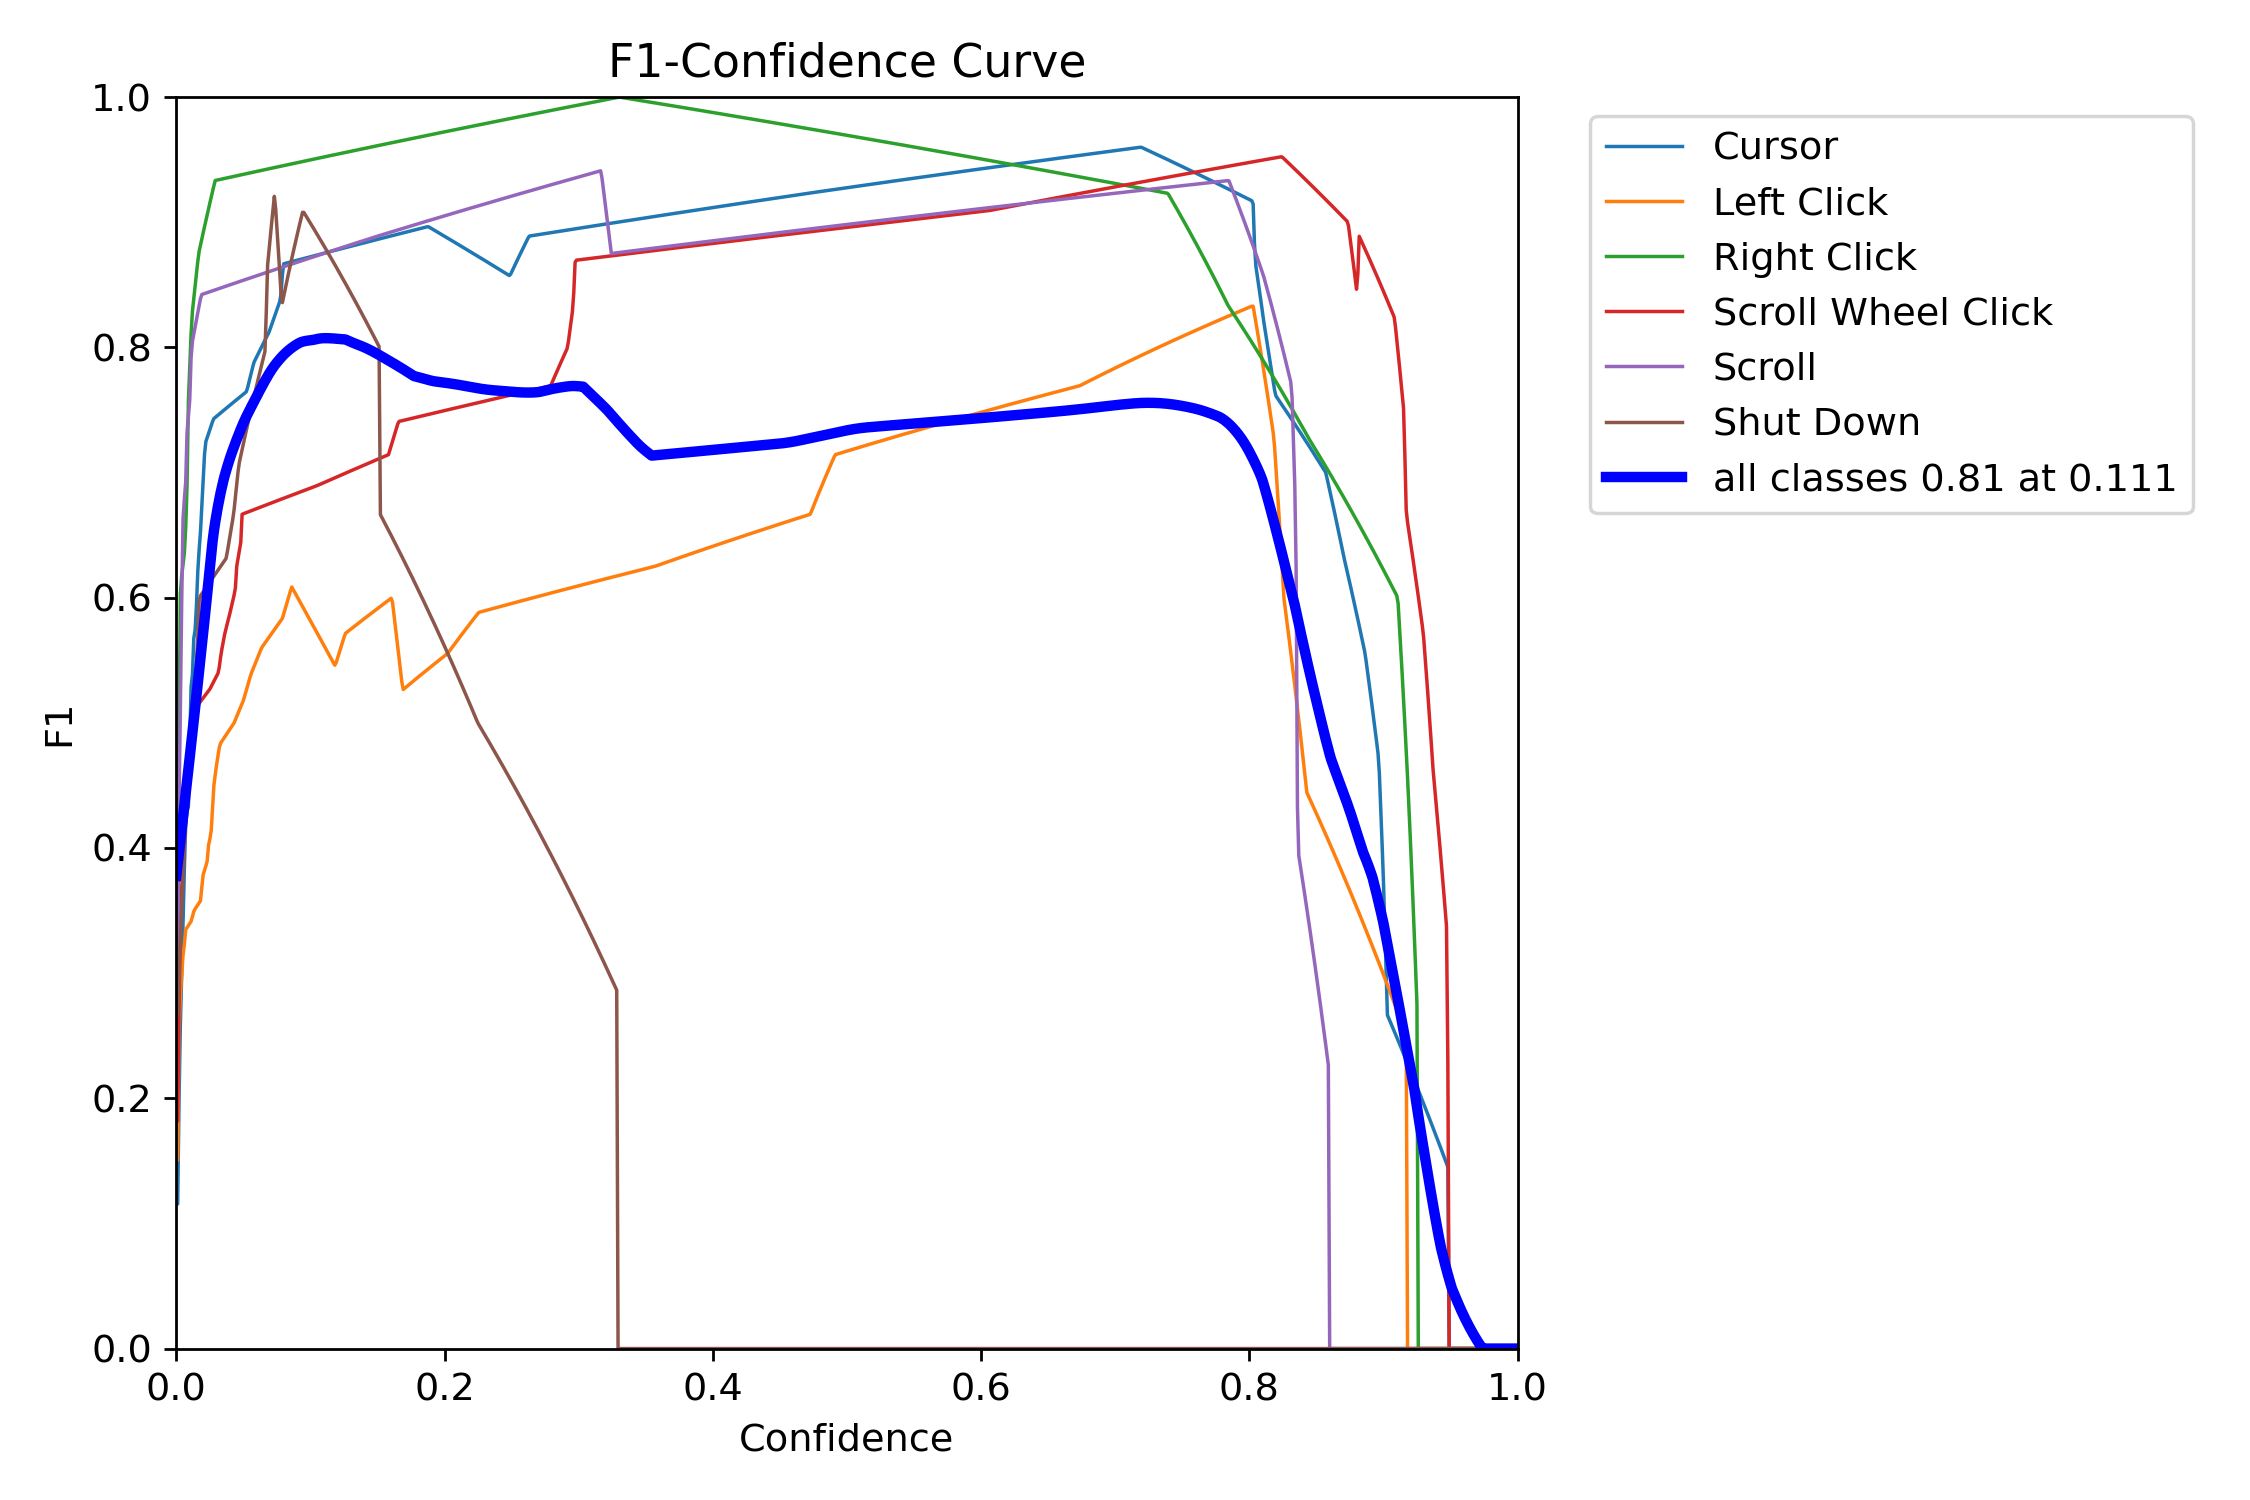 F1-Confidence Curve
1.0
0.8
0.6
0.4
0.2
0.0
F1
0.0 0.2 0.4 0.6 0.8 1.0
Confidence
Cursor
Left Click
Right Click
Scroll Wheel Click
Scroll
Shut Down
all classes 0.81 at 0.111